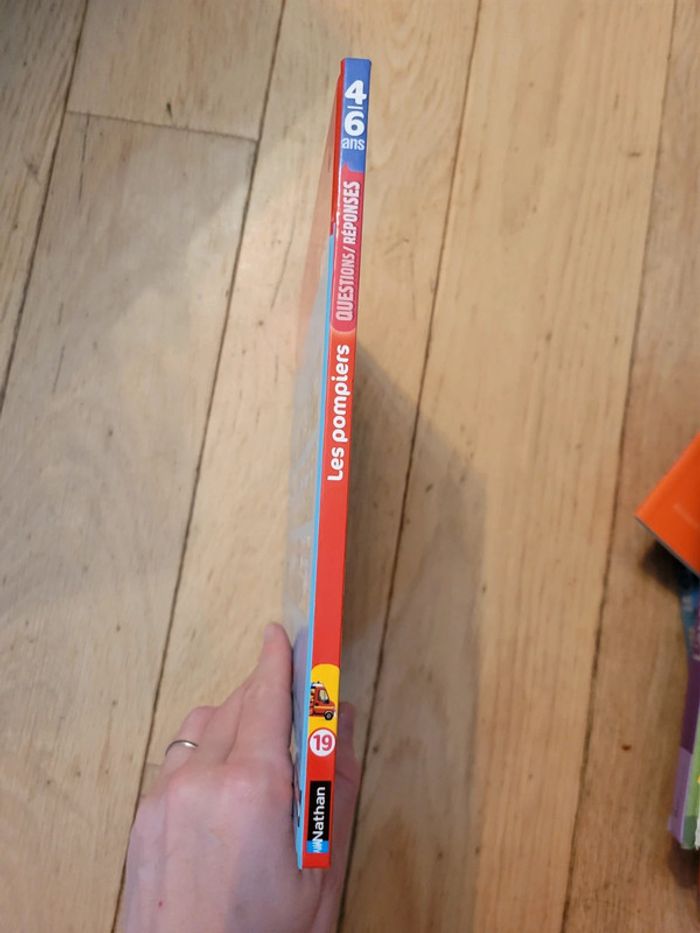 4/6
ans
QUESTIONS/RÉPONSES
Les pompiers
19
Nathan